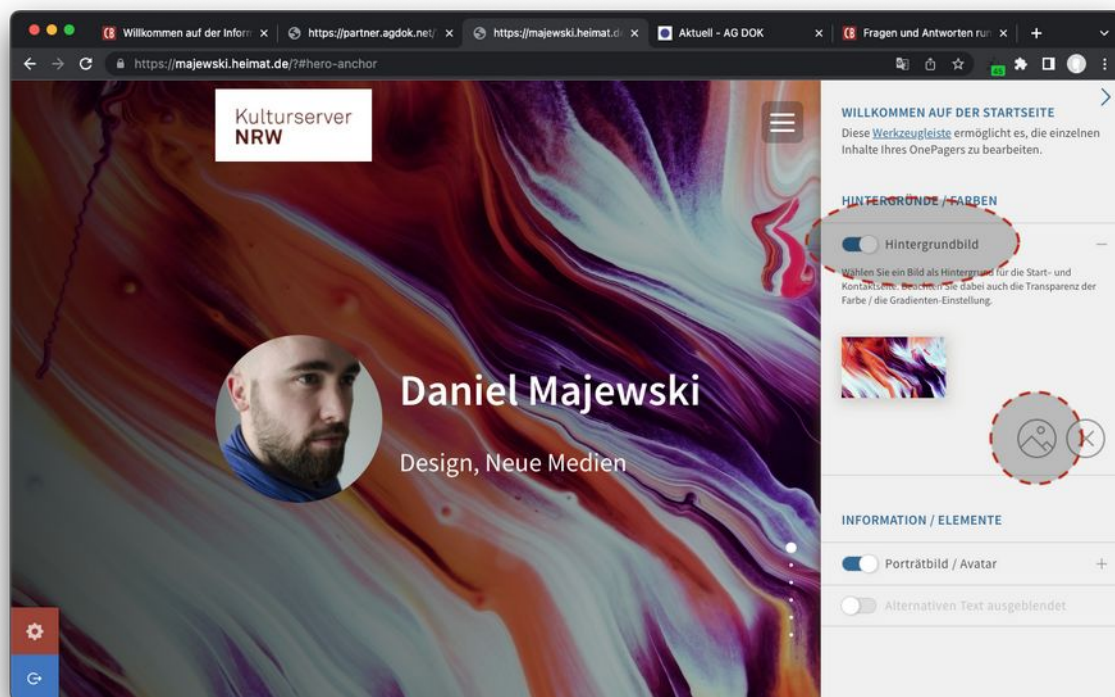 Willkommen auf der Inforn
https://partner.agdok.net/
https://majewski.heimat.d
Aktuell - AG DOK
Fragen und Antworten run
https://majewski.heimat.de/?#hero-anchor
45
Kulturserver
NRW
Daniel Majewski
Design, Neue Medien
WILLKOMMEN AUF DER STARTSEITE
Diese Werkzeugleiste ermöglicht es, die einzelnen
Inhalte Ihres OnePagers zu bearbeiten.
HINTERGRÜNDE / FARBEN
Hintergrundbild
Wählen Sie ein Bild als Hintergrund für die Start- und
Kontaktseite. Beachten Sie dabei auch die Transparenz der
Farbe / die Gradienten-Einstellung.
INFORMATION / ELEMENTE
Porträtbild / Avatar
Alternativen Text ausgeblendet